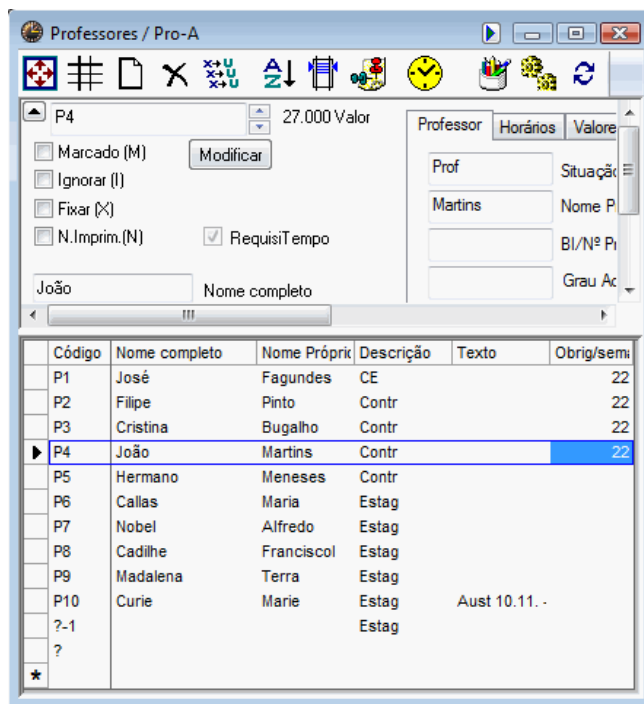 Professores / Pro-A
P4 27.000 Valor
Marcado (M) Modificar
Ignorar (I)
Fixar (X)
N.Imprim.(N) RequisiTempo
João Nome completo
Professor Horários Valore
Prof Situaçã
Martins Nome P
BI/Nº Pr
Grau Ac
Código Nome completo Nome Própric Descrição Texto Obrig/sema
P1 José Fagundes CE 22
P2 Filipe Pinto Contr 22
P3 Cristina Bugalho Contr 22
P4 João Martins Contr 22
P5 Hermano Meneses Contr
P6 Callas Maria Estag
P7 Nobel Alfredo Estag
P8 Cadilhe Franciscol Estag
P9 Madalena Terra Estag
P10 Curie Marie Estag Aust 10.11. -
?-1 Estag
?
*